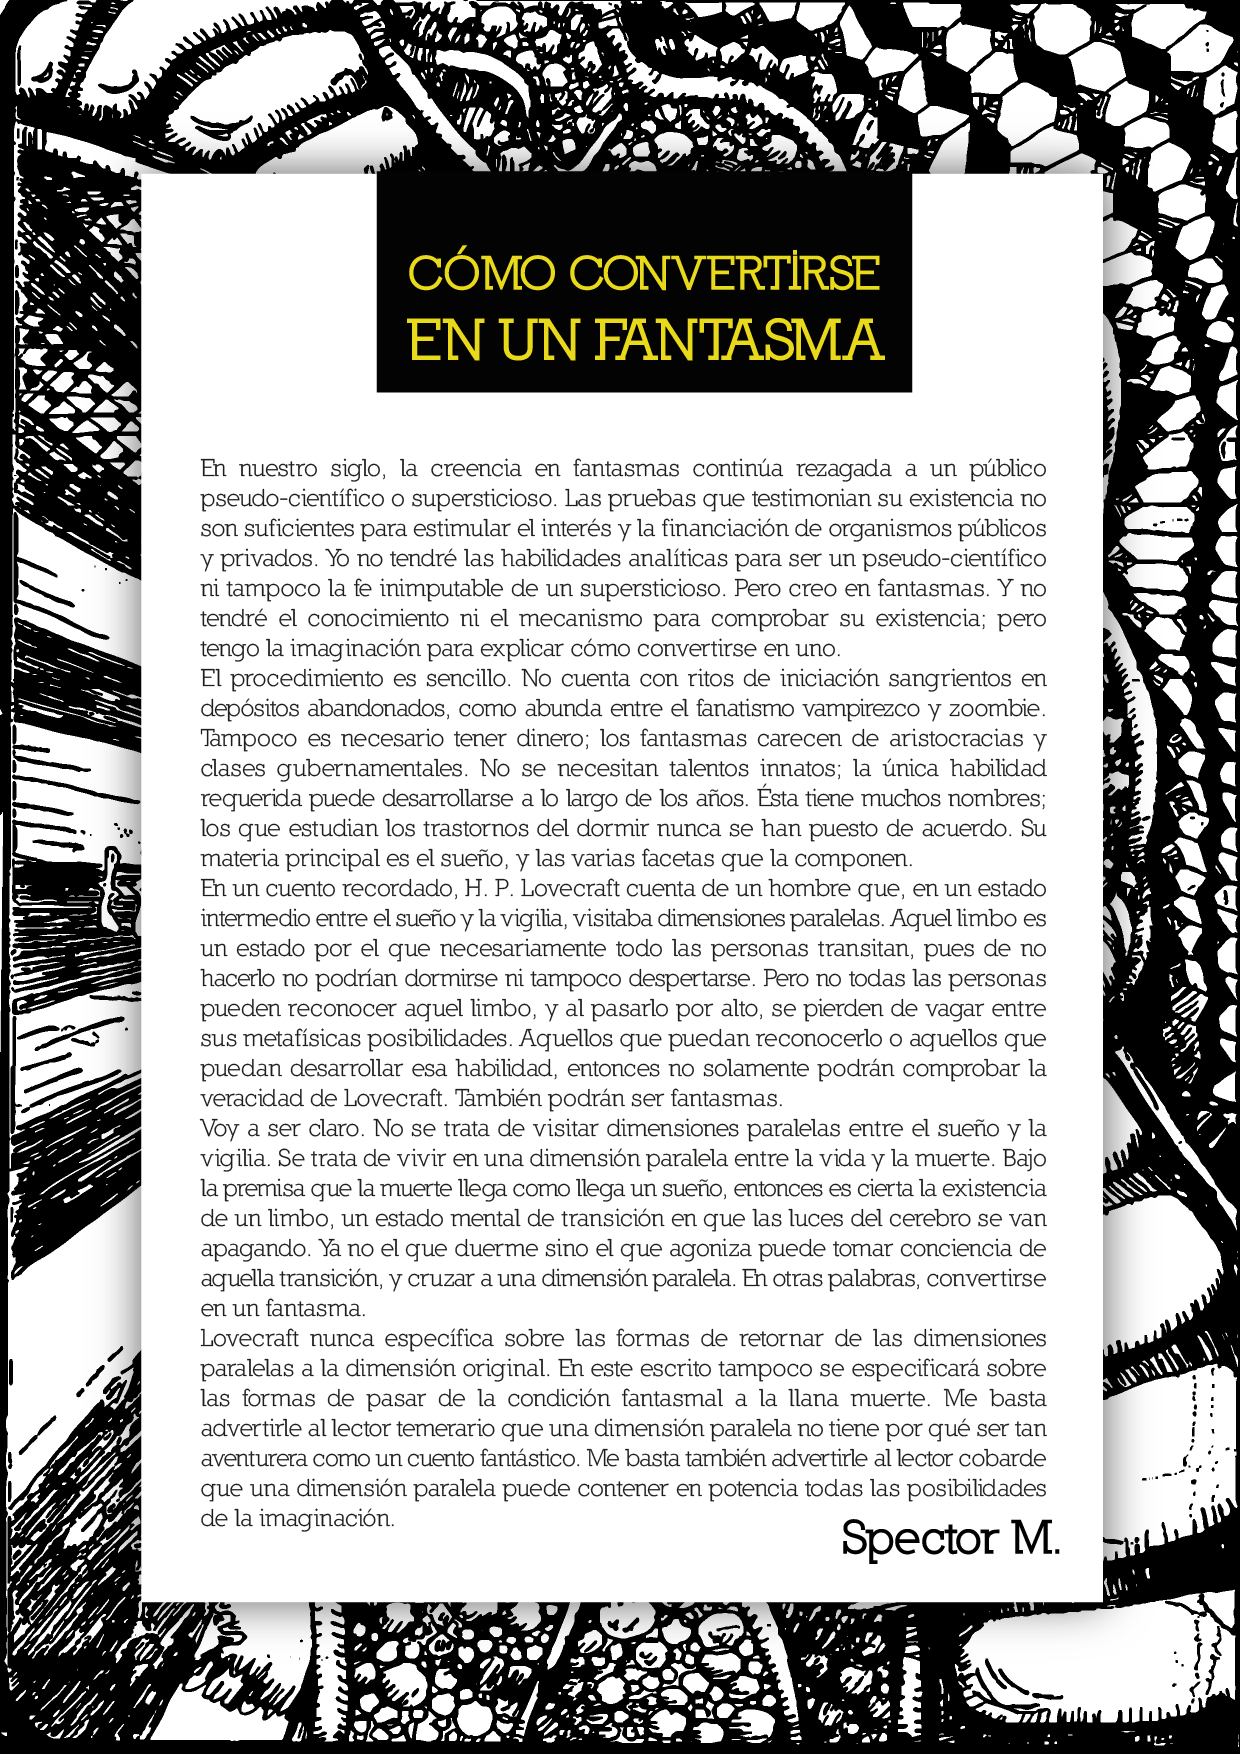 CÓMO CONVERTIRSE
EN UN FANTASMA
En nuestro siglo, la creencia en fantasmas continúa rezagada a un público
pseudo-científico o supersticioso. Las pruebas que testimonian su existencia no
son suficientes para estimular el interés y la financiación de organismos públicos
y privados. Yo no tendré las habilidades analíticas para ser un pseudo-científico
ni tampoco la fe inimputable de un supersticioso. Pero creo en fantasmas. Y no
tendré el conocimiento ni el mecanismo para comprobar su existencia; pero
tengo la imaginación para explicar cómo convertirse en uno.
El procedimiento es sencillo. No cuenta con ritos de iniciación sangrientos en
depósitos abandonados, como abunda entre el fanatismo vampirezco y zoombie.
Tampoco es necesario tener dinero; los fantasmas carecen de aristocracias y
clases gubernamentales. No se necesitan talentos innatos; la única habilidad
requerida puede desarrollarse a lo largo de los años. Ésta tiene muchos nombres;
los que estudian los trastornos del dormir nunca se han puesto de acuerdo. Su
materia principal es el sueño, y las varias facetas que la componen.
En un cuento recordado, H. P. Lovecraft cuenta de un hombre que, en un estado
intermedio entre el sueño y la vigilia, visitaba dimensiones paralelas. Aquel limbo es
un estado por el que necesariamente todo las personas transitan, pues de no
hacerlo no podrían dormirse ni tampoco despertarse. Pero no todas las personas
pueden reconocer aquel limbo, y al pasarlo por alto, se pierden de vagar entre
sus metafísicas posibilidades. Aquellos que puedan reconocerlo o aquellos que
puedan desarrollar esa habilidad, entonces no solamente podrán comprobar la
veracidad de Lovecraft. También podrán ser fantasmas.
Voy a ser claro. No se trata de visitar dimensiones paralelas entre el sueño y la
vigilia. Se trata de vivir en una dimensión paralela entre la vida y la muerte. Bajo
la premisa que la muerte llega como llega un sueño, entonces es cierta la existencia
de un limbo, un estado mental de transición en que las luces del cerebro se van
apagando. Ya no el que duerme sino el que agoniza puede tomar conciencia de
aquella transición, y cruzar a una dimensión paralela. En otras palabras, convertirse
en un fantasma.
Lovecraft nunca específica sobre las formas de retornar de las dimensiones
paralelas a la dimensión original. En este escrito tampoco se especificará sobre
las formas de pasar de la condición fantasmal a la llana muerte. Me basta
advertirle al lector temerario que una dimensión paralela no tiene por qué ser tan
aventurera como un cuento fantástico. Me basta también advertirle al lector cobarde
que una dimensión paralela puede contener en potencia todas las posibilidades
de la imaginación.
Spector M.